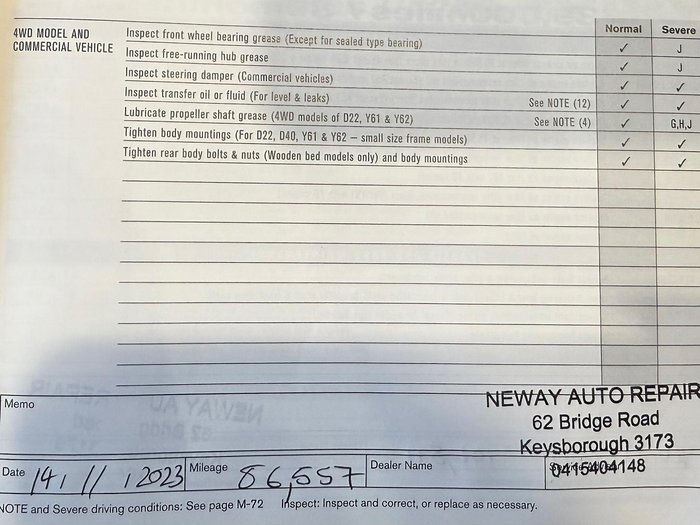 Normal Severe
4WD MODEL AND
COMMERCIAL VEHICLE
Inspect front wheel bearing grease (Except for sealed type bearing) ✓ J
Inspect free-running hub grease ✓ J
Inspect steering damper (Commercial vehicles) ✓ ✓
Inspect transfer oil or fluid (For level & leaks) See NOTE (12) ✓ ✓
Lubricate propeller shaft grease (4WD models of D22, Y61 & Y62) See NOTE (4) ✓ G,H,J
Tighten body mountings (For D22, D40, Y61 & Y62 – small size frame models) ✓ ✓
Tighten rear body bolts & nuts (Wooden bed models only) and body mountings ✓ ✓
Memo
NEWAY AUTO REPAIR
62 Bridge Road
Keysborough 3173
0415404148
Date 14 / 11 / 2023 Mileage 86,557 Dealer Name
NOTE and Severe driving conditions: See page M-72 Inspect: Inspect and correct, or replace as necessary.